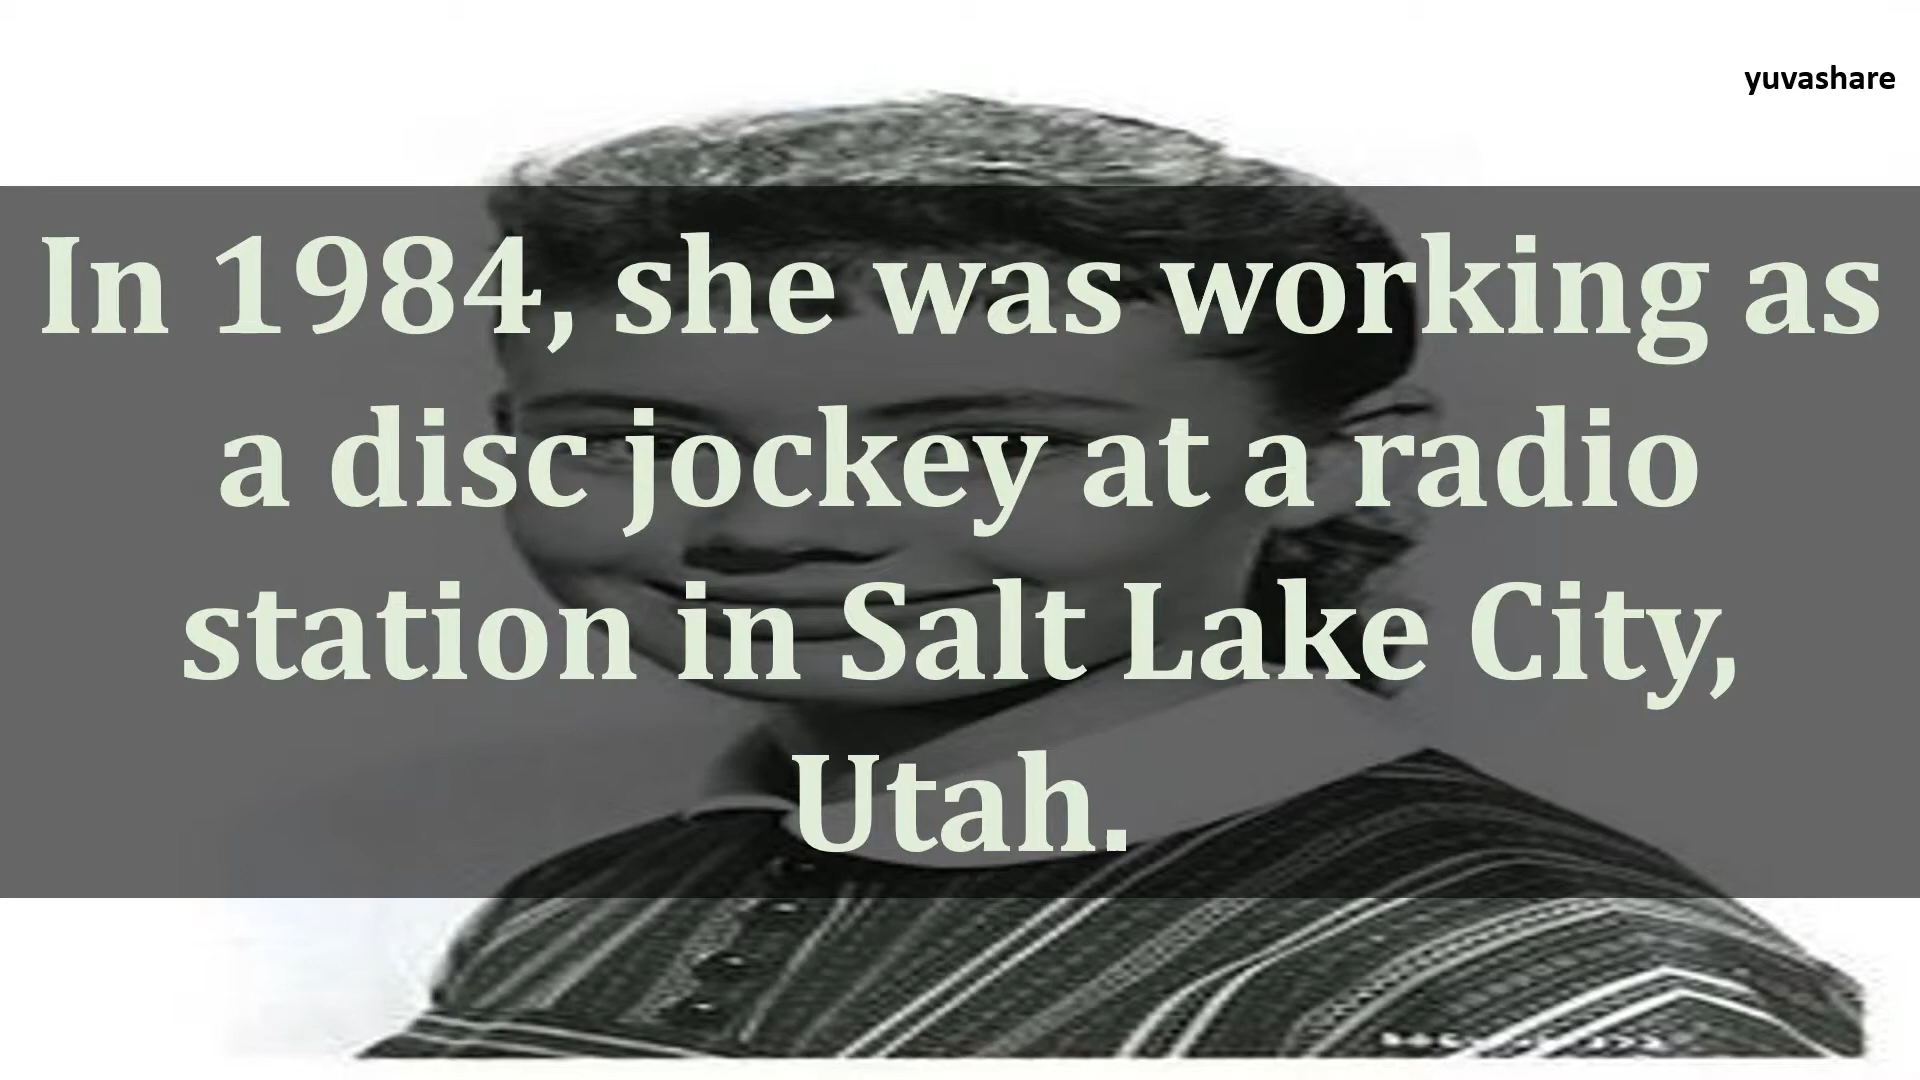 yuvashare
In 1984, she was working as
a disc jockey at a radio
station in Salt Lake City,
Utah.